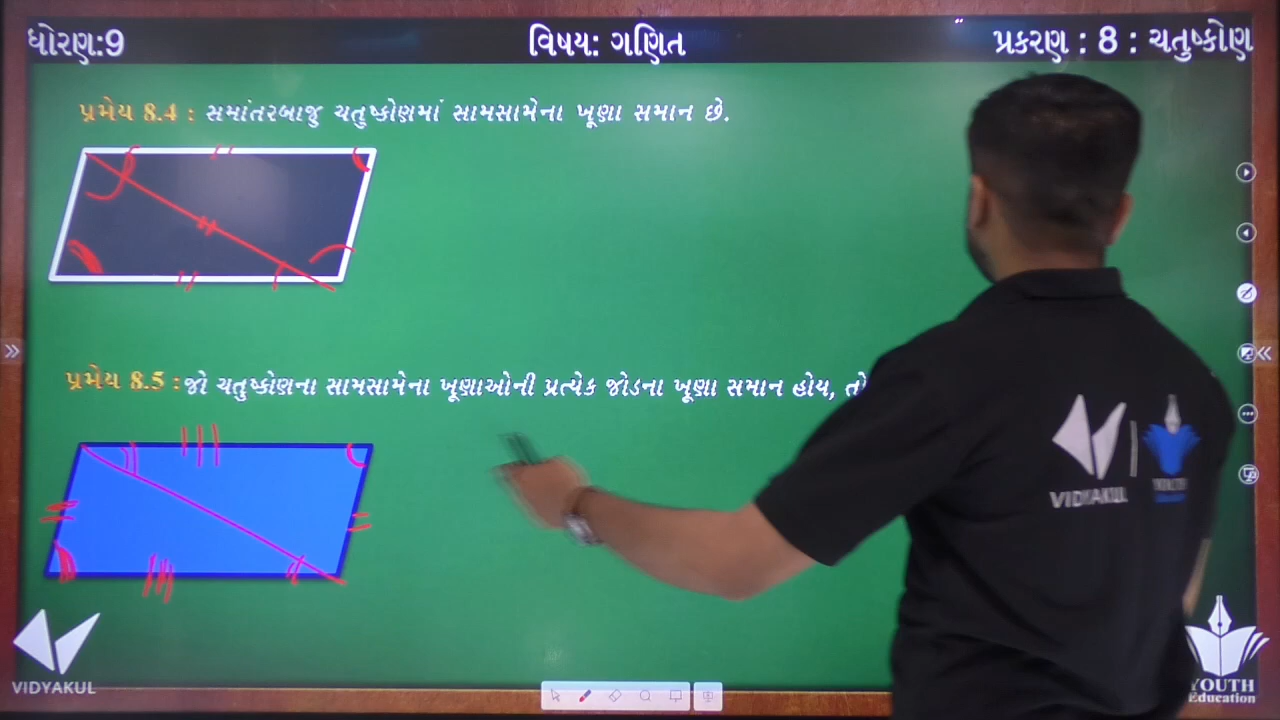 ધોરણ:9
વિષય: ગણિત
પ્રકરણ : 8 : ચતુષ્કોણ
પ્રમેય 8.4 : સમાંતરબાજુ ચતુષ્કોણમાં સામસામેના ખૂણા સમાન છે.
પ્રમેય 8.5 : જો ચતુષ્કોણના સામસામેના ખૂણાઓની પ્રત્યેક જોડના ખૂણા સમાન હોય, તો
VIDYAKUL
VIDYAKUL
YOUTH
Education